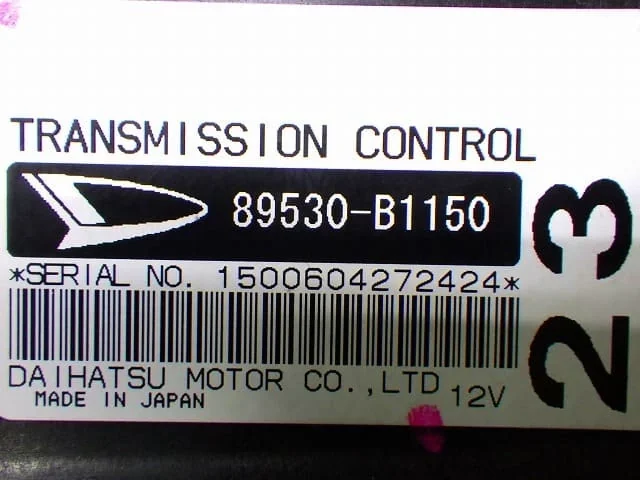 TRANSMISSION CONTROL
89530-B1150
*SERIAL NO. 1500604272424*
DAIHATSU MOTOR CO.,LTD 12V
MADE IN JAPAN
23